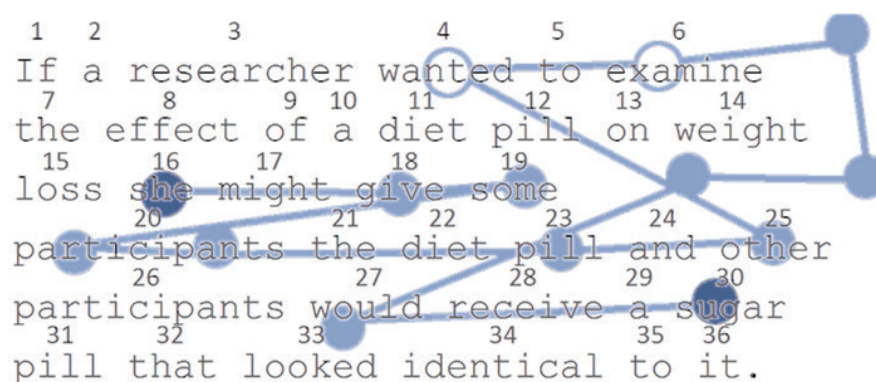 1 2 3 4 5 6
If a researcher wanted to examine
7 8 9 10 11 12 13 14
the effect of a diet pill on weight
15 16 17 18 19
loss she might give some
20 21 22 23 24 25
participants the diet pill and other
26 27 28 29 30
participants would receive a sugar
31 32 33 34 35 36
pill that looked identical to it.